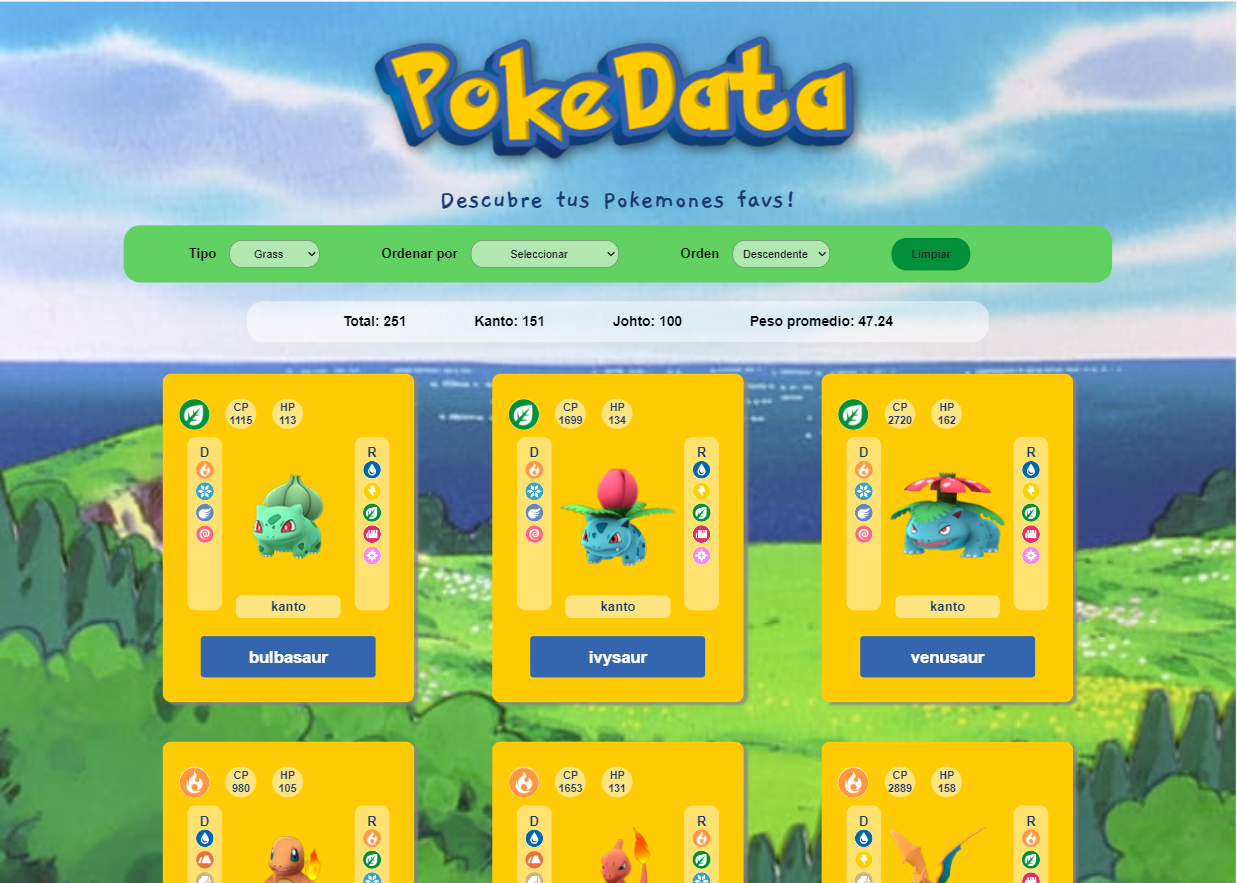 PokeData
Descubre tus Pokemones favs!
Tipo Grass Ordenar por Seleccionar Orden Descendente Limpiar
Total: 251 Kanto: 151 Johto: 100 Peso promedio: 47.24
CP HP CP HP CP HP
1115 113 1699 134 2720 162
D R D R D R
kanto kanto kanto
bulbasaur ivysaur venusaur
CP HP CP HP CP HP
980 105 1653 131 2889 158
D R D R D R